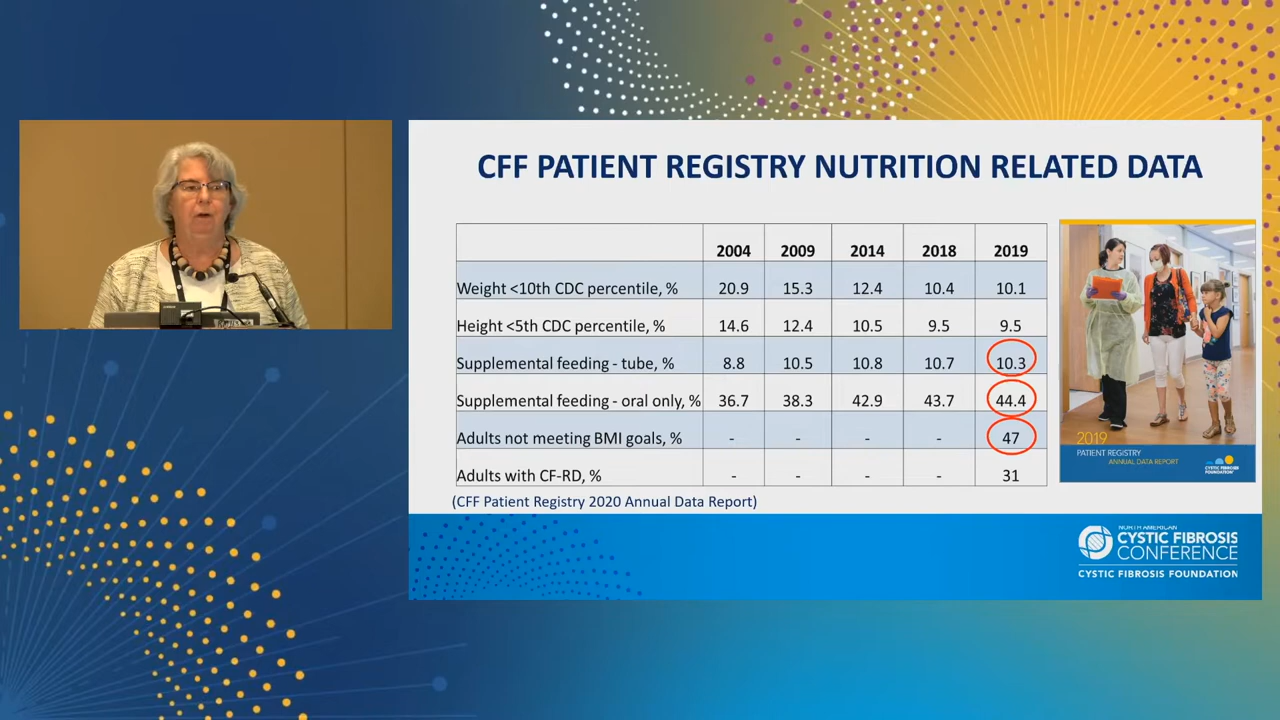 CFF PATIENT REGISTRY NUTRITION RELATED DATA
2004 2009 2014 2018 2019
Weight <10th CDC percentile, % 20.9 15.3 12.4 10.4 10.1
Height <5th CDC percentile, % 14.6 12.4 10.5 9.5 9.5
Supplemental feeding - tube, % 8.8 10.5 10.8 10.7 10.3
Supplemental feeding - oral only, % 36.7 38.3 42.9 43.7 44.4
Adults not meeting BMI goals, % - - - - 47
Adults with CF-RD, % - - - - 31
(CFF Patient Registry 2020 Annual Data Report)
2019
PATIENT REGISTRY
ANNUAL DATA REPORT
CYSTIC FIBROSIS
FOUNDATION
NORTH AMERICAN
CYSTIC FIBROSIS
CONFERENCE
CYSTIC FIBROSIS FOUNDATION